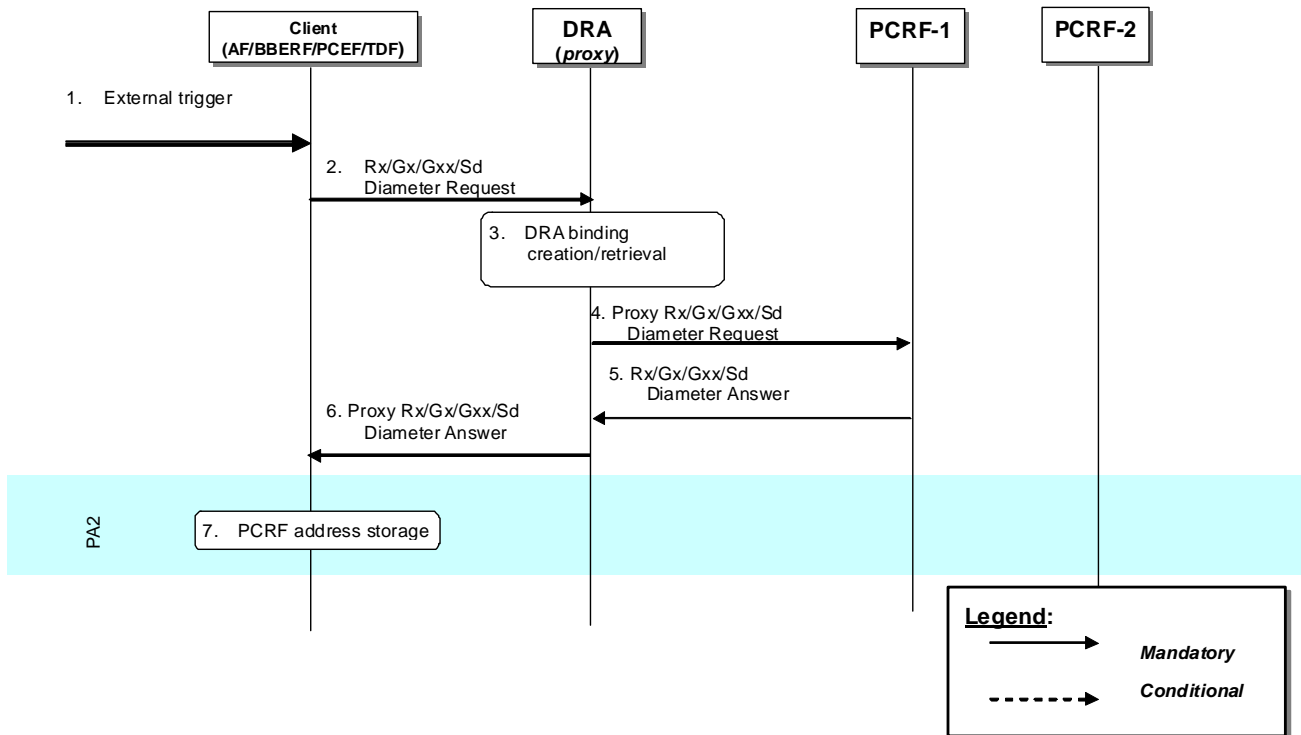 Client
(AF/BBERF/PCEF/TDF)
DRA
(proxy)
PCRF-1
PCRF-2
1. External trigger
2. Rx/Gx/Gxx/Sd
Diameter Request
3. DRA binding
creation/retrieval
4. Proxy Rx/Gx/Gxx/Sd
Diameter Request
5. Rx/Gx/Gxx/Sd
Diameter Answer
6. Proxy Rx/Gx/Gxx/Sd
Diameter Answer
PA2
7. PCRF address storage
Legend:
Mandatory
Conditional